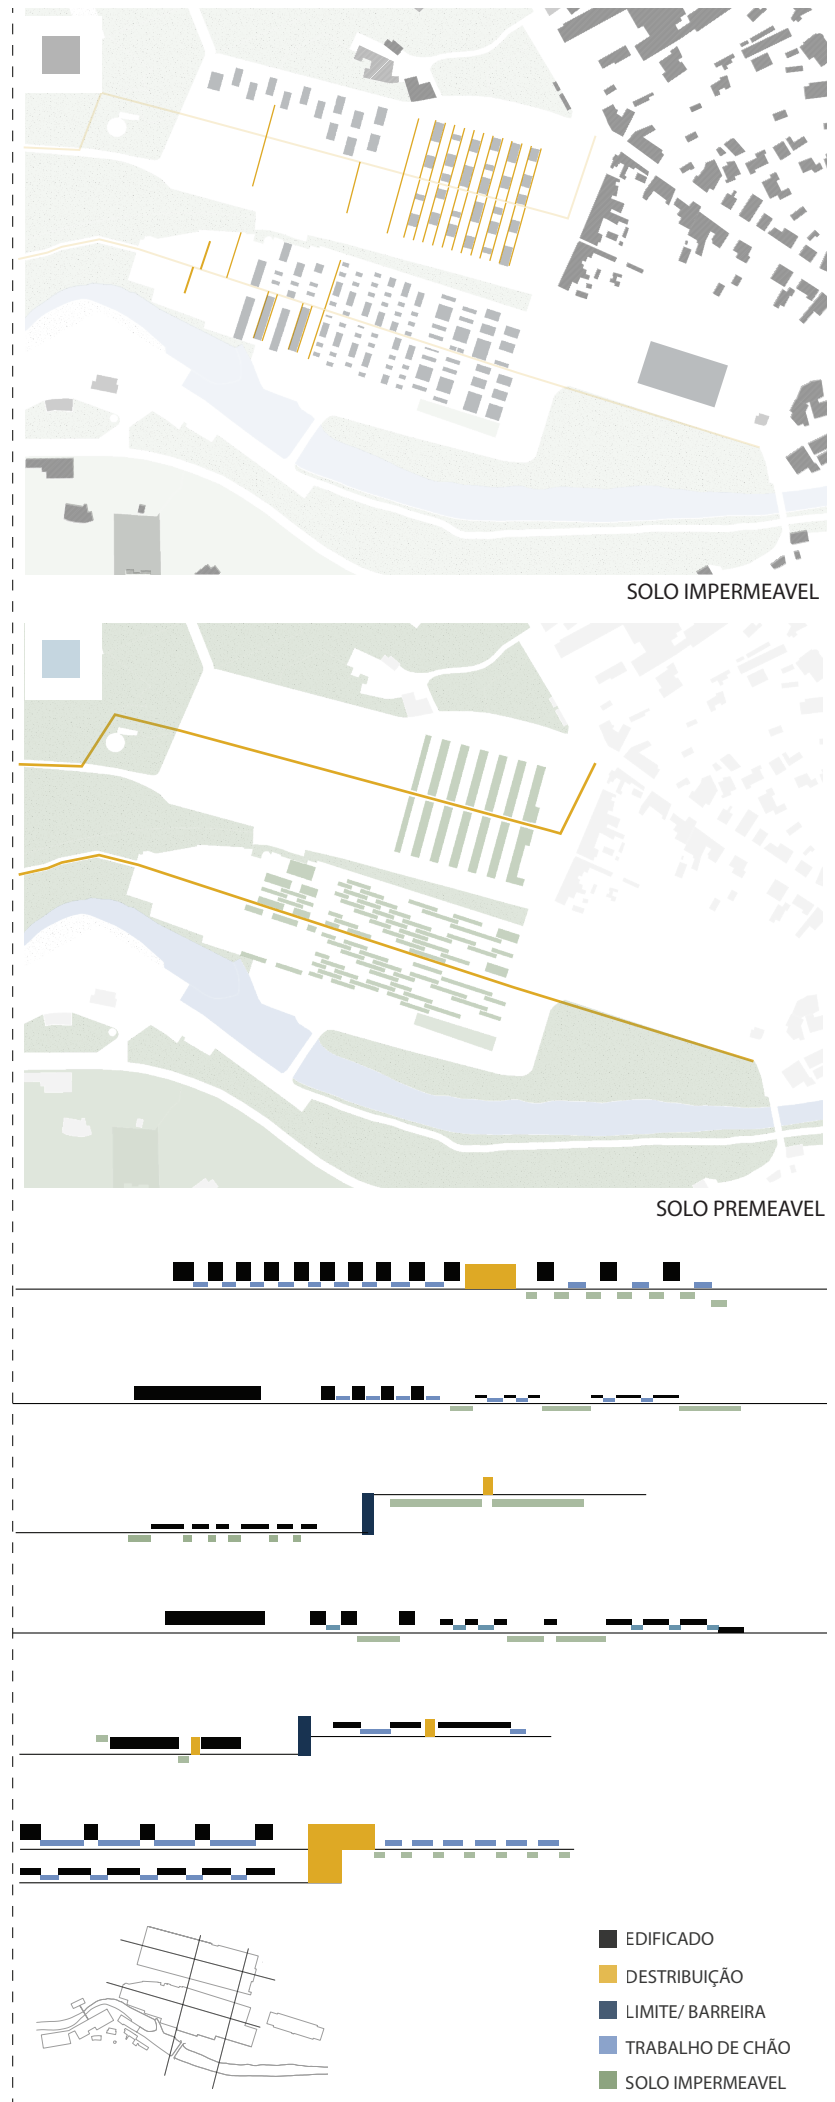 SOLO IMPERMEAVEL
SOLO PREMEAVEL
EDIFICADO
DESTRIBUIÇÃO
LIMITE/ BARREIRA
TRABALHO DE CHÃO
SOLO IMPERMEAVEL